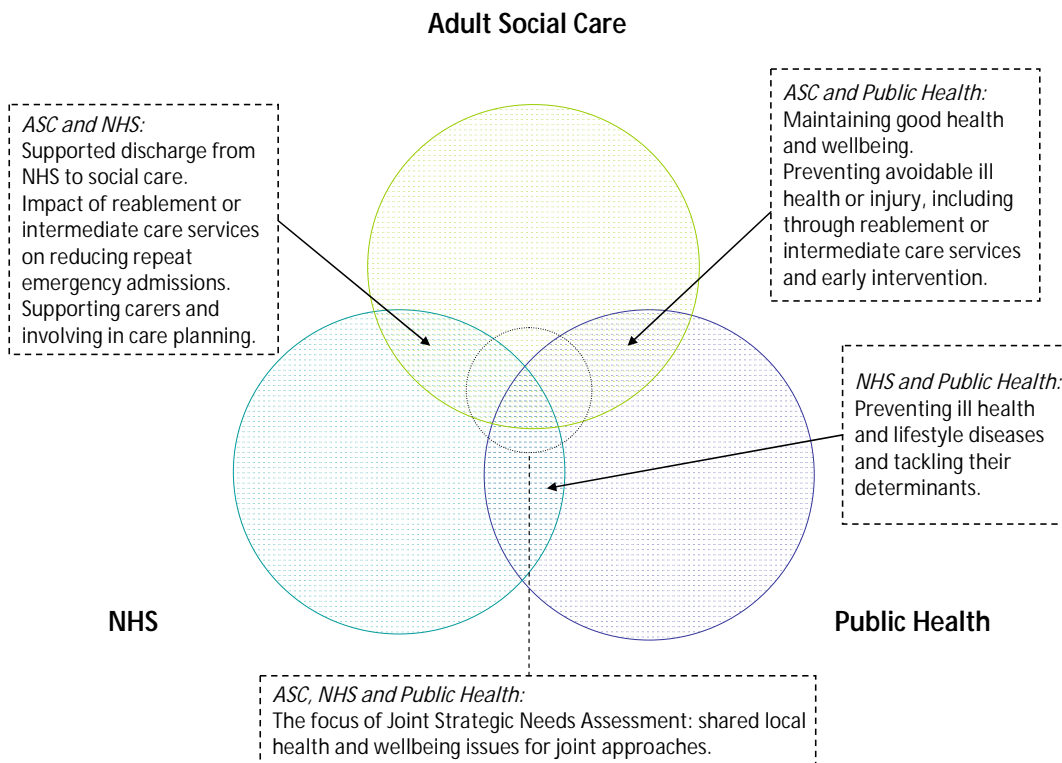 Adult Social Care
ASC and NHS:
Supported discharge from
NHS to social care.
Impact of reablement or
intermediate care services
on reducing repeat
emergency admissions.
Supporting carers and
involving in care planning.
ASC and Public Health:
Maintaining good health
and wellbeing.
Preventing avoidable ill
health or injury, including
through reablement or
intermediate care services
and early intervention.
NHS and Public Health:
Preventing ill health
and lifestyle diseases
and tackling their
determinants.
NHS
Public Health
ASC, NHS and Public Health:
The focus of Joint Strategic Needs Assessment: shared local
health and wellbeing issues for joint approaches.